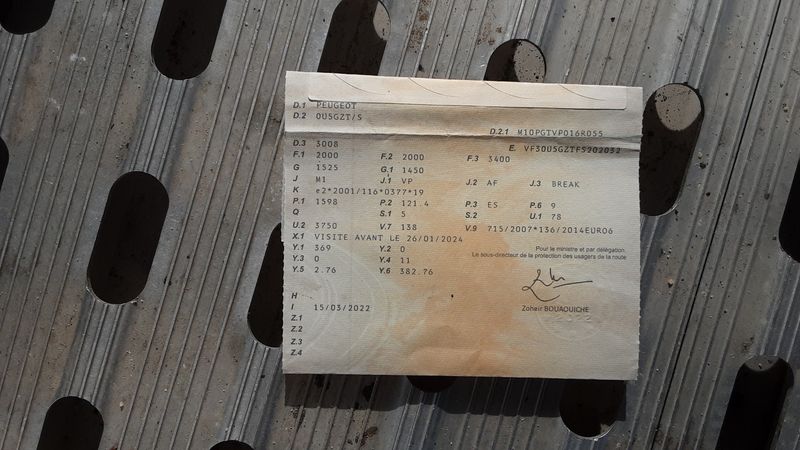 D.1 PEUGEOT
D.2 0U5GZT/S
D.2.1 M10PGTVP016R055
D.3 3008 E. VF30U5GZTFS202032
F.1 2000 F.2 2000 F.3 3400
G 1525 G.1 1450
J M1 J.1 VP J.2 AF J.3 BREAK
K e2*2001/116*0377*19
P.1 1598 P.2 121.4 P.3 ES P.6 9
Q S.1 5 S.2 U.1 78
U.2 3750 V.7 138 V.9 715/2007*136/2014EURO6
X.1 VISITE AVANT LE 26/01/2024
Y.1 369 Y.2 0 Pour le ministre et par délégation.
Y.3 0 Y.4 11 Le sous-directeur de la protection des usagers de la route
Y.5 2.76 Y.6 382.76
H
I. 15/03/2022 Zoheir BOUAOUICHE
Z.1 2022
Z.2
Z.3
Z.4